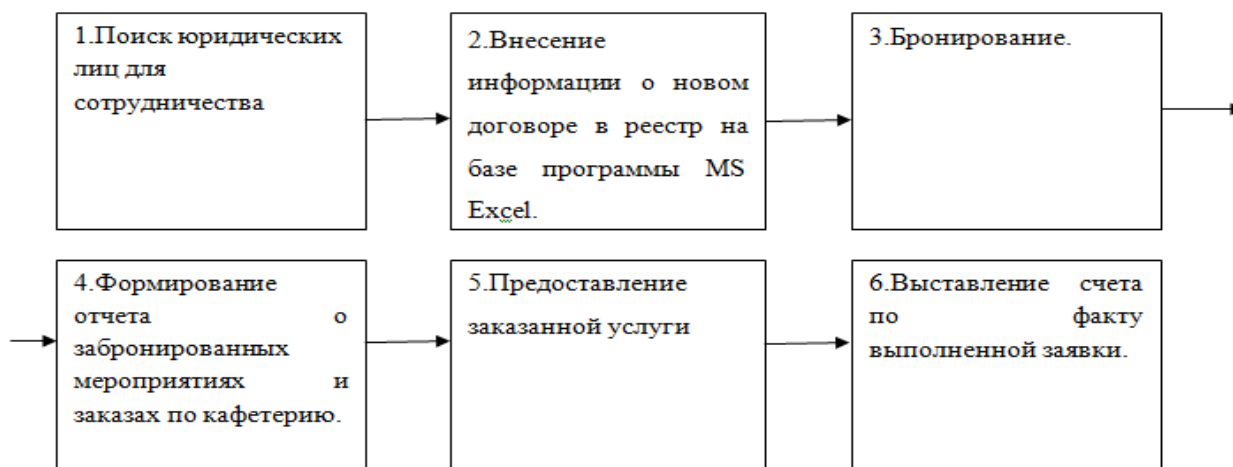 1.Поиск юридических
лиц для
сотрудничества
2.Внесение
информации о новом
договоре в реестр на
базе программы MS
Excel.
3.Бронирование.
4.Формирование
отчета о
забронированных
мероприятиях и
заказах по кафетерию.
5.Предоставление
заказанной услуги
6.Выставление счета
по факту
выполненной заявки.